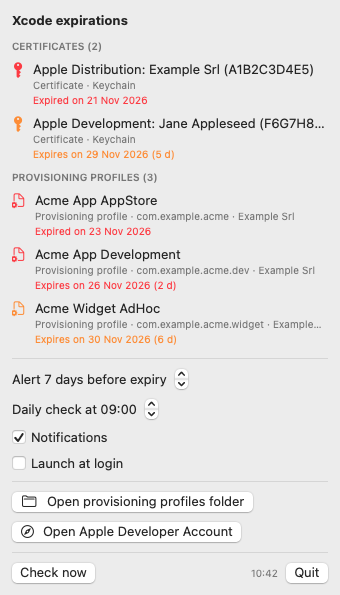 Xcode expirations
CERTIFICATES (2)
Apple Distribution: Example Srl (A1B2C3D4E5)
Certificate · Keychain
Expired on 21 Nov 2026
Apple Development: Jane Appleseed (F6G7H8...
Certificate · Keychain
Expires on 29 Nov 2026 (5 d)
PROVISIONING PROFILES (3)
Acme App AppStore
Provisioning profile · com.example.acme · Example Srl
Expired on 23 Nov 2026
Acme App Development
Provisioning profile · com.example.acme.dev · Example Srl
Expires on 26 Nov 2026 (2 d)
Acme Widget AdHoc
Provisioning profile · com.example.acme.widget · Example...
Expires on 30 Nov 2026 (6 d)
Alert 7 days before expiry
Daily check at 09:00
Notifications
Launch at login
Open provisioning profiles folder
Open Apple Developer Account
Check now 10:42 Quit